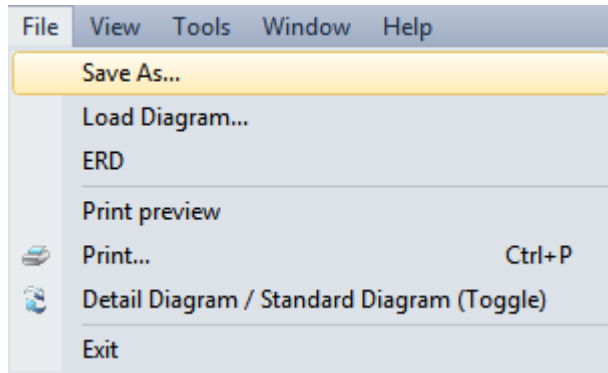 File View Tools Window Help
Save As...
Load Diagram...
ERD
Print preview
Print... Ctrl+P
Detail Diagram / Standard Diagram (Toggle)
Exit